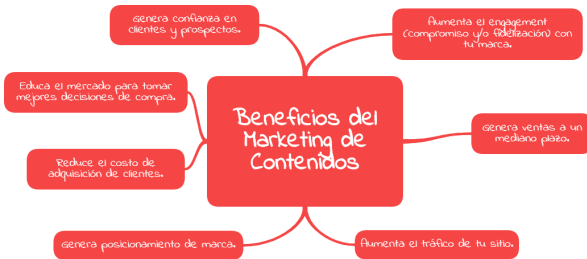 Genera confianza en
clientes y prospectos.
Aumenta el engagement
(compromiso y/o fidelización) con
tu marca.
Educa el mercado para tomar
mejores decisiones de compra.
Beneficios del
Marketing de
Contenidos
Genera ventas a un
mediano plazo.
Reduce el costo de
adquisición de clientes.
Genera posicionamiento de marca.
Aumenta el tráfico de tu sitio.